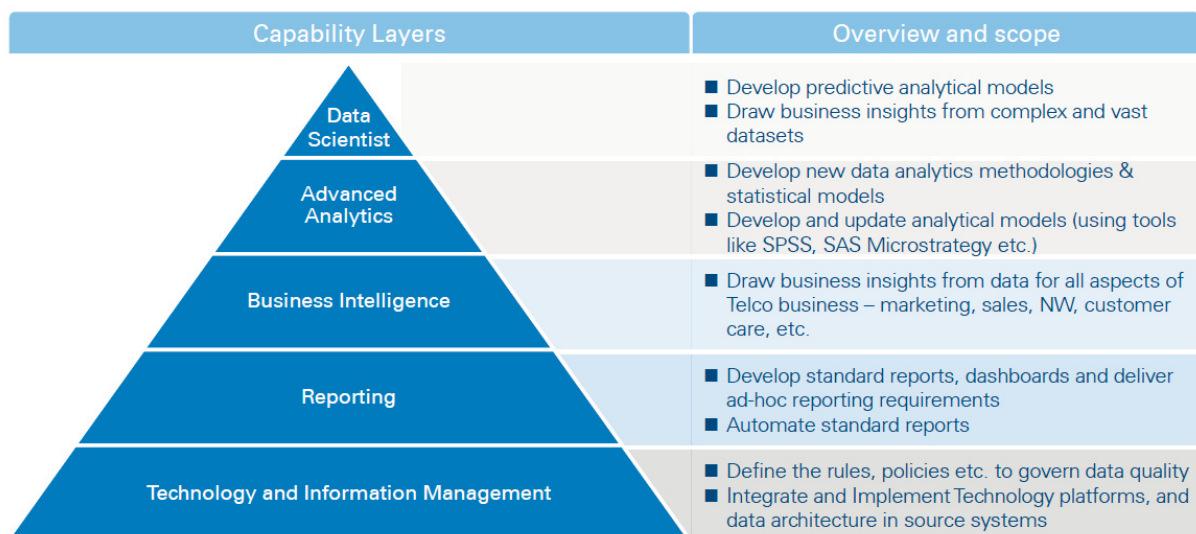 Capability Layers
Overview and scope
Data
Scientist
■ Develop predictive analytical models
■ Draw business insights from complex and vast
datasets
Advanced
Analytics
■ Develop new data analytics methodologies &
statistical models
■ Develop and update analytical models (using tools
like SPSS, SAS Microstrategy etc.)
Business Intelligence
■ Draw business insights from data for all aspects of
Telco business – marketing, sales, NW, customer
care, etc.
Reporting
■ Develop standard reports, dashboards and deliver
ad-hoc reporting requirements
■ Automate standard reports
Technology and Information Management
■ Define the rules, policies etc. to govern data quality
■ Integrate and Implement Technology platforms, and
data architecture in source systems